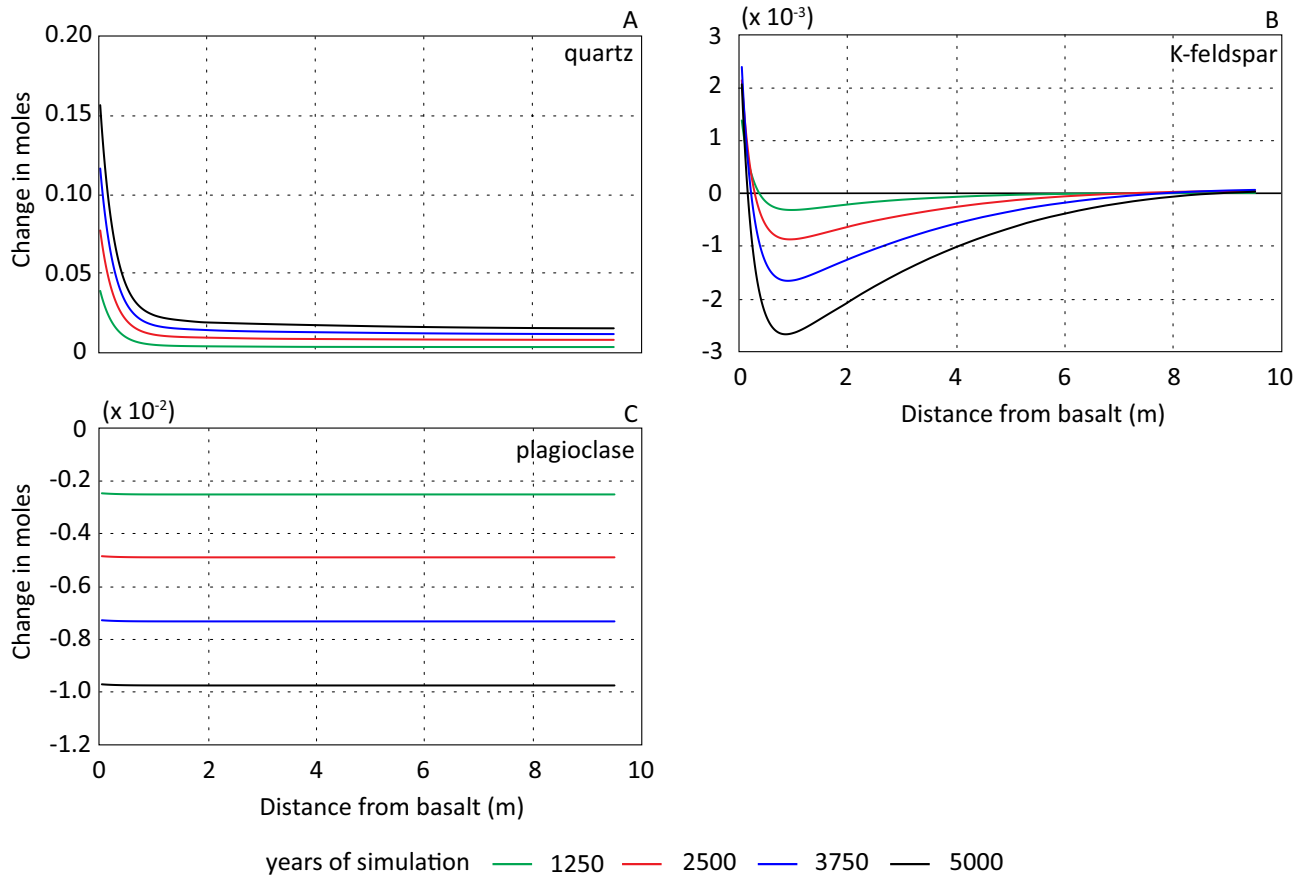 A
quartz
0.20
0.15
0.10
0.05
0
Change in moles
(x 10⁻³)
B
K-feldspar
3
2
1
0
-1
-2
-3
0 2 4 6 8 10
Distance from basalt (m)
(x 10⁻²)
C
plagioclase
0
-0.2
-0.4
-0.6
-0.8
-1.0
-1.2
Change in moles
0 2 4 6 8 10
Distance from basalt (m)
years of simulation 1250 2500 3750 5000